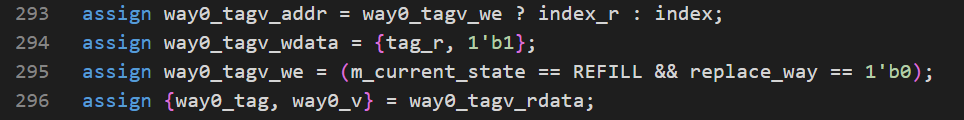 293 assign way0_tagv_addr = way0_tagv_we ? index_r : index;
294 assign way0_tagv_wdata = {tag_r, 1'b1};
295 assign way0_tagv_we = (m_current_state == REFILL && replace_way == 1'b0);
296 assign {way0_tag, way0_v} = way0_tagv_rdata;